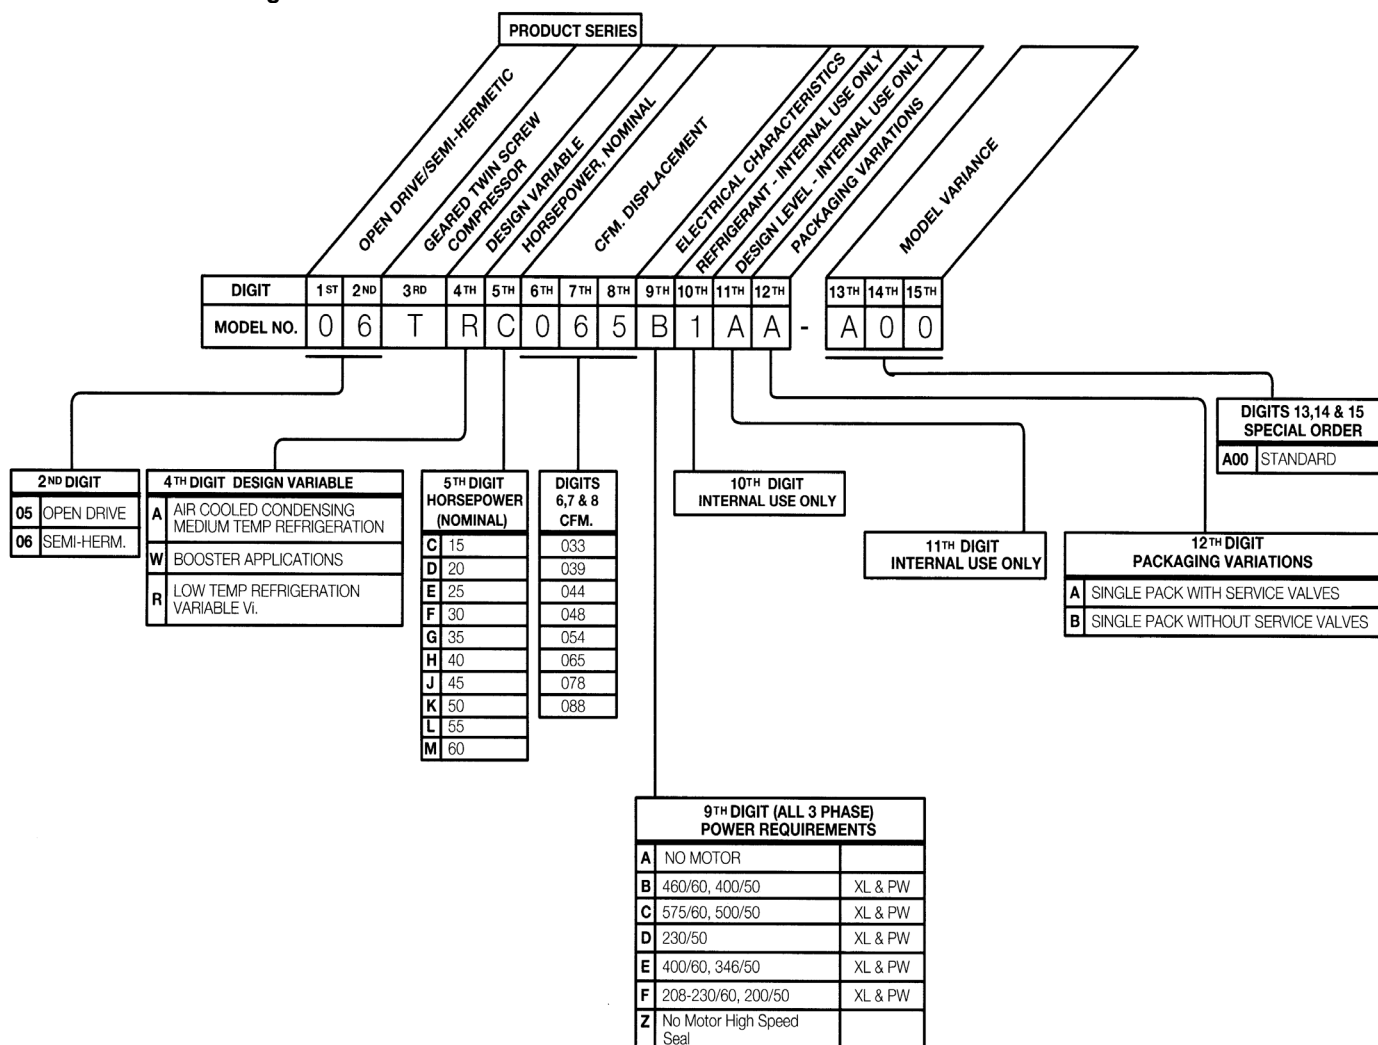 PRODUCT SERIES
OPEN DRIVE/SEMI-HERMETIC
GEARED TWIN SCREW
COMPRESSOR
DESIGN VARIABLE
HORSEPOWER, NOMINAL
CFM. DISPLACEMENT
ELECTRICAL CHARACTERISTICS
REFRIGERANT - INTERNAL USE ONLY
DESIGN LEVEL - INTERNAL USE ONLY
PACKAGING VARIATIONS
MODEL VARIANCE
DIGIT 1ST 2ND 3RD 4TH 5TH 6TH 7TH 8TH 9TH 10TH 11TH 12TH 13TH 14TH 15TH
MODEL NO. 0 6 T R C 0 6 5 B 1 A A - A 0 0
2ND DIGIT
05 OPEN DRIVE
06 SEMI-HERM.
4TH DIGIT DESIGN VARIABLE
A AIR COOLED CONDENSING
MEDIUM TEMP REFRIGERATION
W BOOSTER APPLICATIONS
R LOW TEMP REFRIGERATION
VARIABLE Vi.
5TH DIGIT
HORSEPOWER
(NOMINAL)
C 15
D 20
E 25
F 30
G 35
H 40
J 45
K 50
L 55
M 60
DIGITS
6,7 & 8
CFM.
033
039
044
048
054
065
078
088
10TH DIGIT
INTERNAL USE ONLY
11TH DIGIT
INTERNAL USE ONLY
DIGITS 13,14 & 15
SPECIAL ORDER
A00 STANDARD
12TH DIGIT
PACKAGING VARIATIONS
A SINGLE PACK WITH SERVICE VALVES
B SINGLE PACK WITHOUT SERVICE VALVES
9TH DIGIT (ALL 3 PHASE)
POWER REQUIREMENTS
A NO MOTOR
B 460/60, 400/50 XL & PW
C 575/60, 500/50 XL & PW
D 230/50 XL & PW
E 400/60, 346/50 XL & PW
F 208-230/60, 200/50 XL & PW
Z No Motor High Speed
Seal